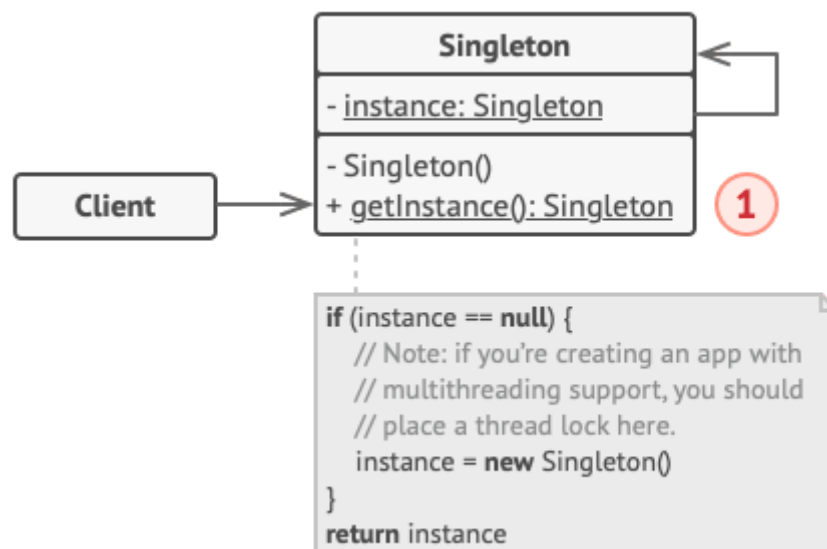 Singleton
- instance: Singleton
- Singleton()
+ getInstance(): Singleton
Client
1
if (instance == null) {
// Note: if you're creating an app with
// multithreading support, you should
// place a thread lock here.
instance = new Singleton()
}
return instance